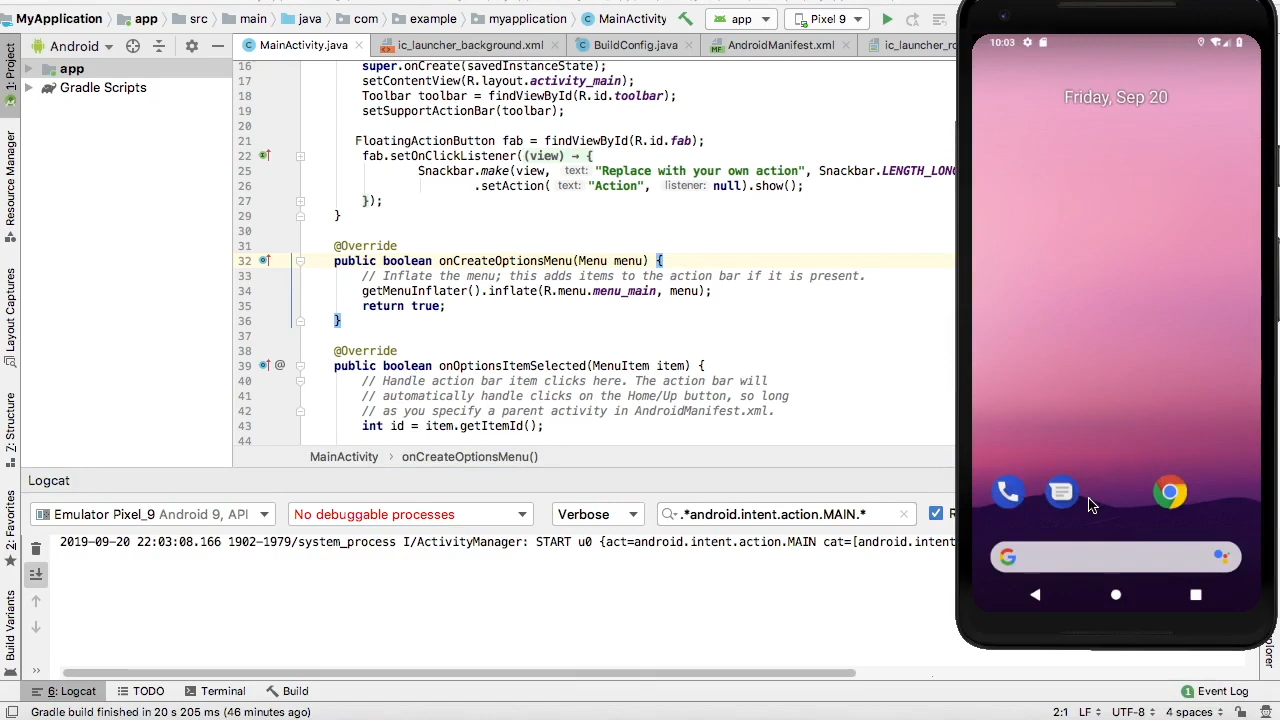 MyApplication app src main java com example myapplication MainActivity app Pixel 9
1: Project
Resource Manager
Layout Captures
Z: Structure
2: Favorites
Build Variants
Android
MainActivity.java ic_launcher_background.xml BuildConfig.java AndroidManifest.xml
app
Gradle Scripts
16 super.onCreate(savedInstanceState);
17 setContentView(R.layout.activity_main);
18 Toolbar toolbar = findViewById(R.id.toolbar);
19 setSupportActionBar(toolbar);
20
21 FloatingActionButton fab = findViewById(R.id.fab);
22 fab.setOnClickListener((view) → {
25 Snackbar.make(view, text: "Replace with your own action", Snackbar.LENGTH_LONG
26 .setAction( text: "Action", listener: null).show();
27 });
29 }
30
31 @Override
32 public boolean onCreateOptionsMenu(Menu menu) {
33 // Inflate the menu; this adds items to the action bar if it is present.
34 getMenuInflater().inflate(R.menu.menu_main, menu);
35 return true;
36 }
37
38 @Override
39 @ public boolean onOptionsItemSelected(MenuItem item) {
40 // Handle action bar item clicks here. The action bar will
41 // automatically handle clicks on the Home/Up button, so long
42 // as you specify a parent activity in AndroidManifest.xml.
43 int id = item.getItemId();
44
MainActivity › onCreateOptionsMenu()
Logcat
Emulator Pixel_9 Android 9, API No debuggable processes Verbose .*android.intent.action.MAIN.*
2019-09-20 22:03:08.166 1902-1979/system_process I/ActivityManager: START u0 {act=android.intent.action.MAIN cat=[android.intent
6: Logcat TODO Terminal Build 1 Event Log
Gradle build finished in 20 s 205 ms (46 minutes ago) 2:1 LF UTF-8 4 spaces
10:03
Friday, Sep 20
G